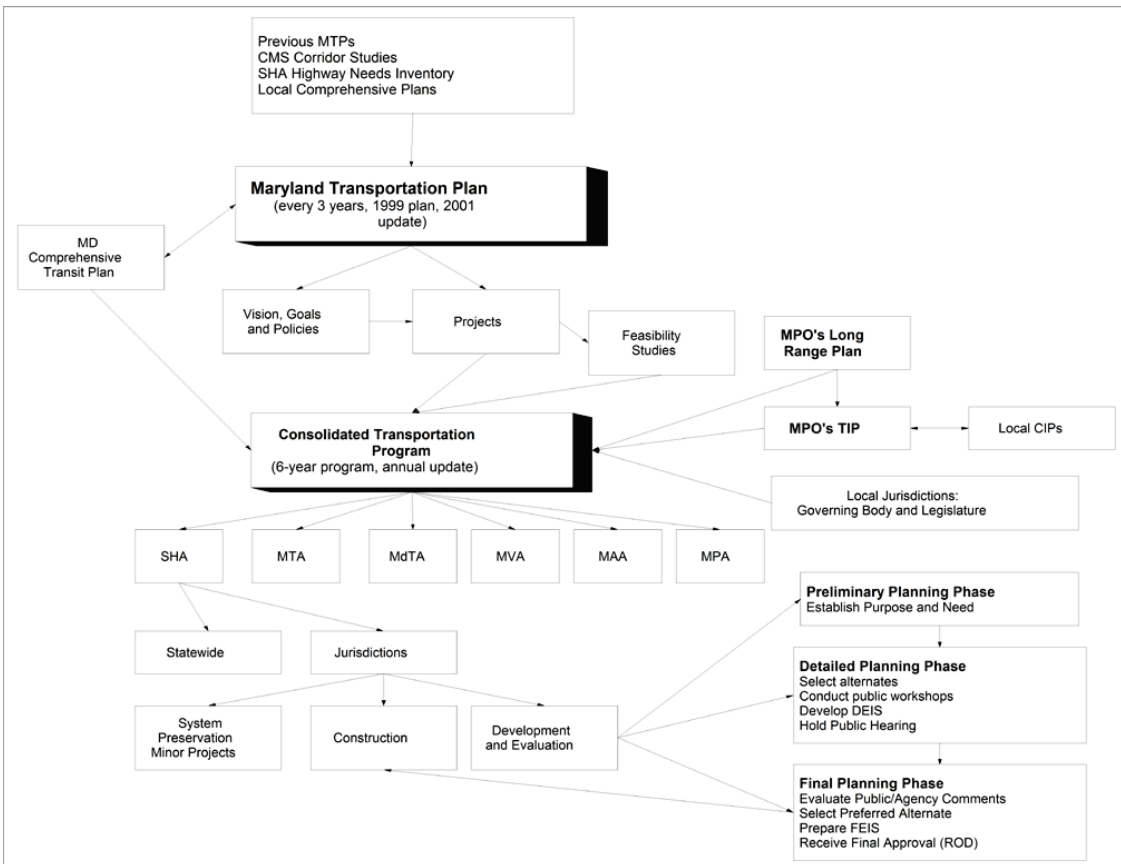 Previous MTPs
CMS Corridor Studies
SHA Highway Needs Inventory
Local Comprehensive Plans
Maryland Transportation Plan
(every 3 years, 1999 plan, 2001
update)
MD
Comprehensive
Transit Plan
Vision, Goals
and Policies
Projects
Feasibility
Studies
MPO's Long
Range Plan
MPO's TIP
Local CIPs
Consolidated Transportation
Program
(6-year program, annual update)
Local Jurisdictions:
Governing Body and Legislature
SHA
MTA
MdTA
MVA
MAA
MPA
Statewide
Jurisdictions
System
Preservation
Minor Projects
Construction
Development
and Evaluation
Preliminary Planning Phase
Establish Purpose and Need
Detailed Planning Phase
Select alternates
Conduct public workshops
Develop DEIS
Hold Public Hearing
Final Planning Phase
Evaluate Public/Agency Comments
Select Preferred Alternate
Prepare FEIS
Receive Final Approval (ROD)